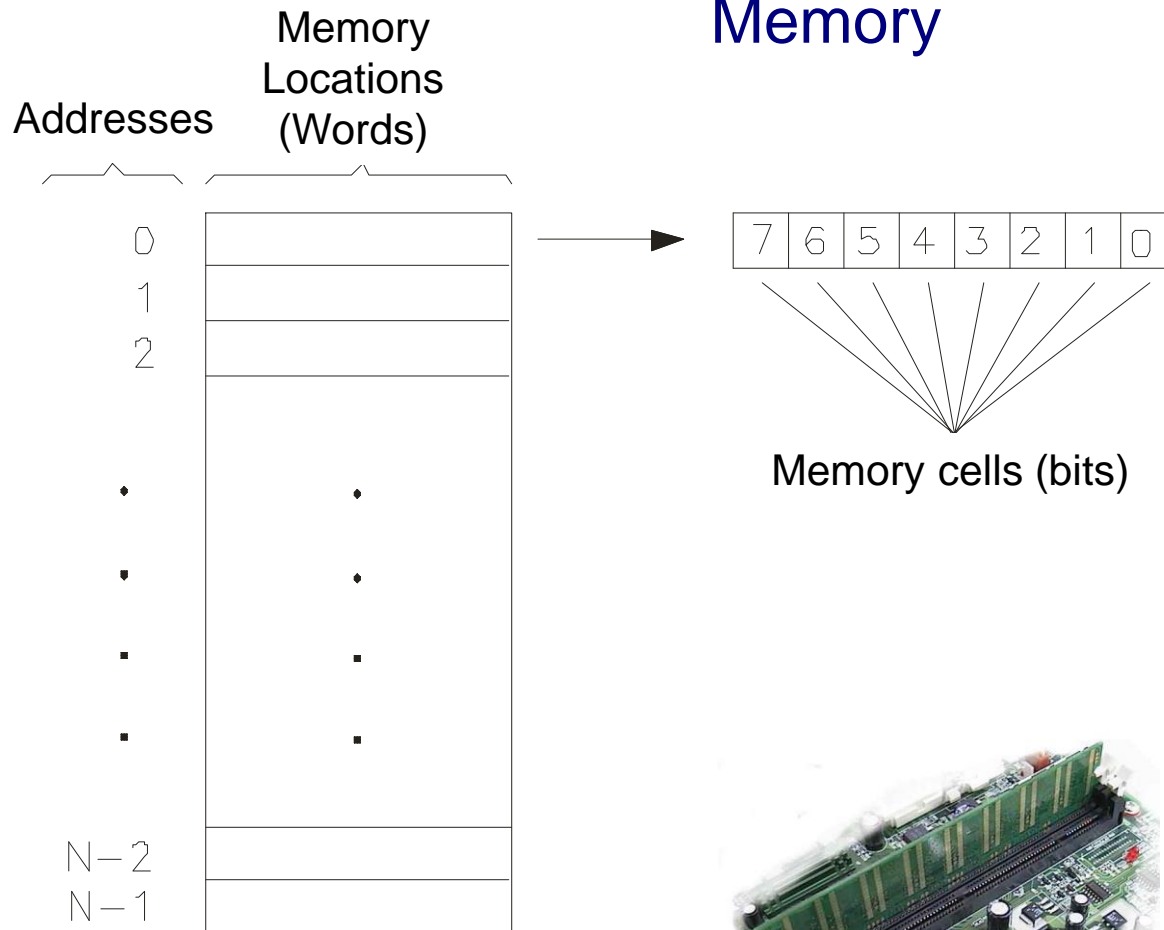 Memory
Memory
Locations
(Words)
Addresses
0
1
2
N-2
N-1
7 6 5 4 3 2 1 0
Memory cells (bits)